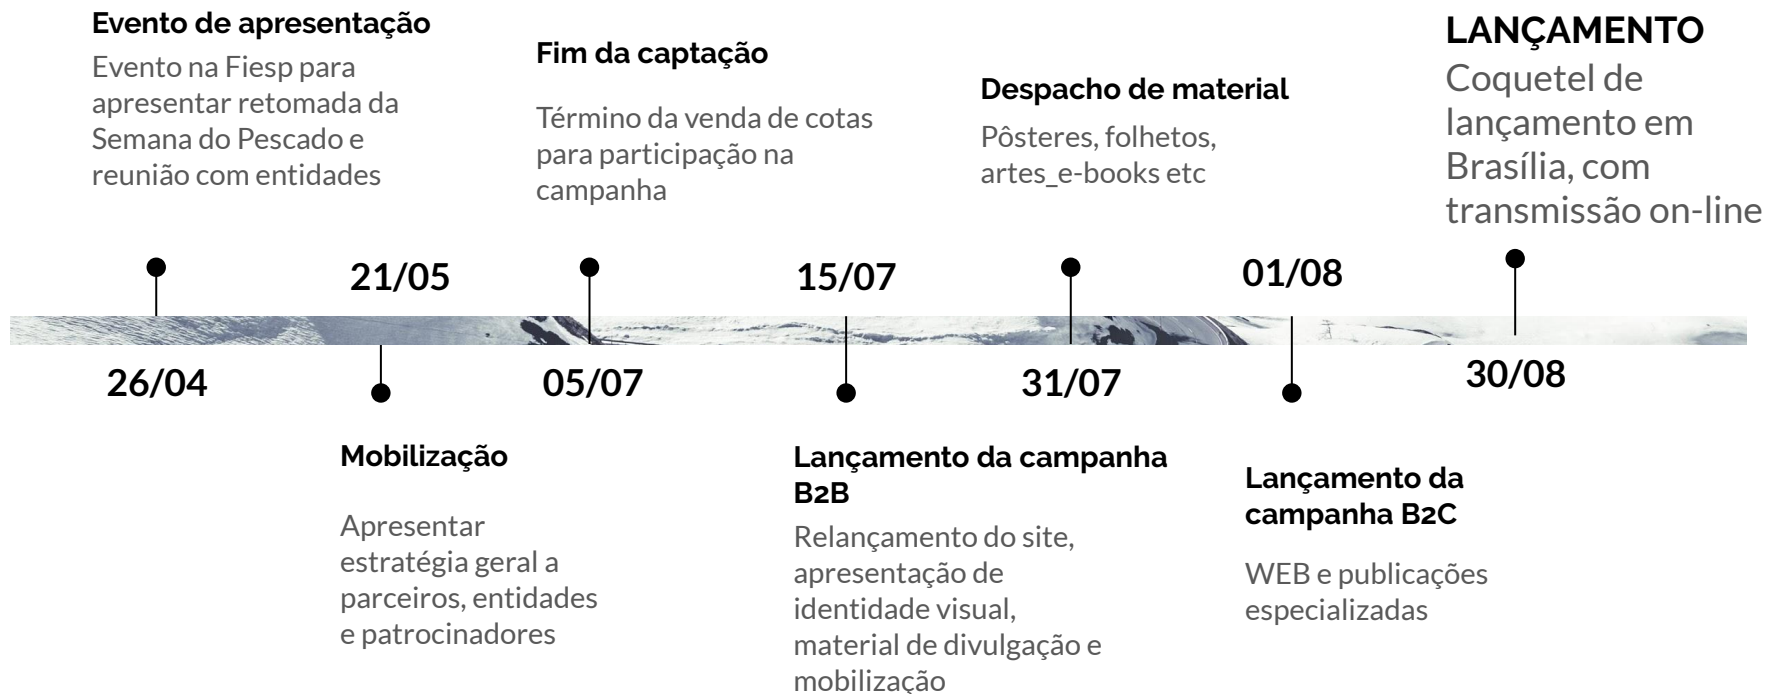 Evento de apresentação
Evento na Fiesp para
apresentar retomada da
Semana do Pescado e
reunião com entidades
26/04
21/05
Mobilização
Apresentar
estratégia geral a
parceiros, entidades
e patrocinadores
Fim da captação
Término da venda de cotas
para participação na
campanha
05/07
15/07
Lançamento da campanha
B2B
Relançamento do site,
apresentação de
identidade visual,
material de divulgação e
mobilização
Despacho de material
Pôsteres, folhetos,
artes_e-books etc
31/07
01/08
Lançamento da
campanha B2C
WEB e publicações
especializadas
LANÇAMENTO
Coquetel de
lançamento em
Brasília, com
transmissão on-line
30/08